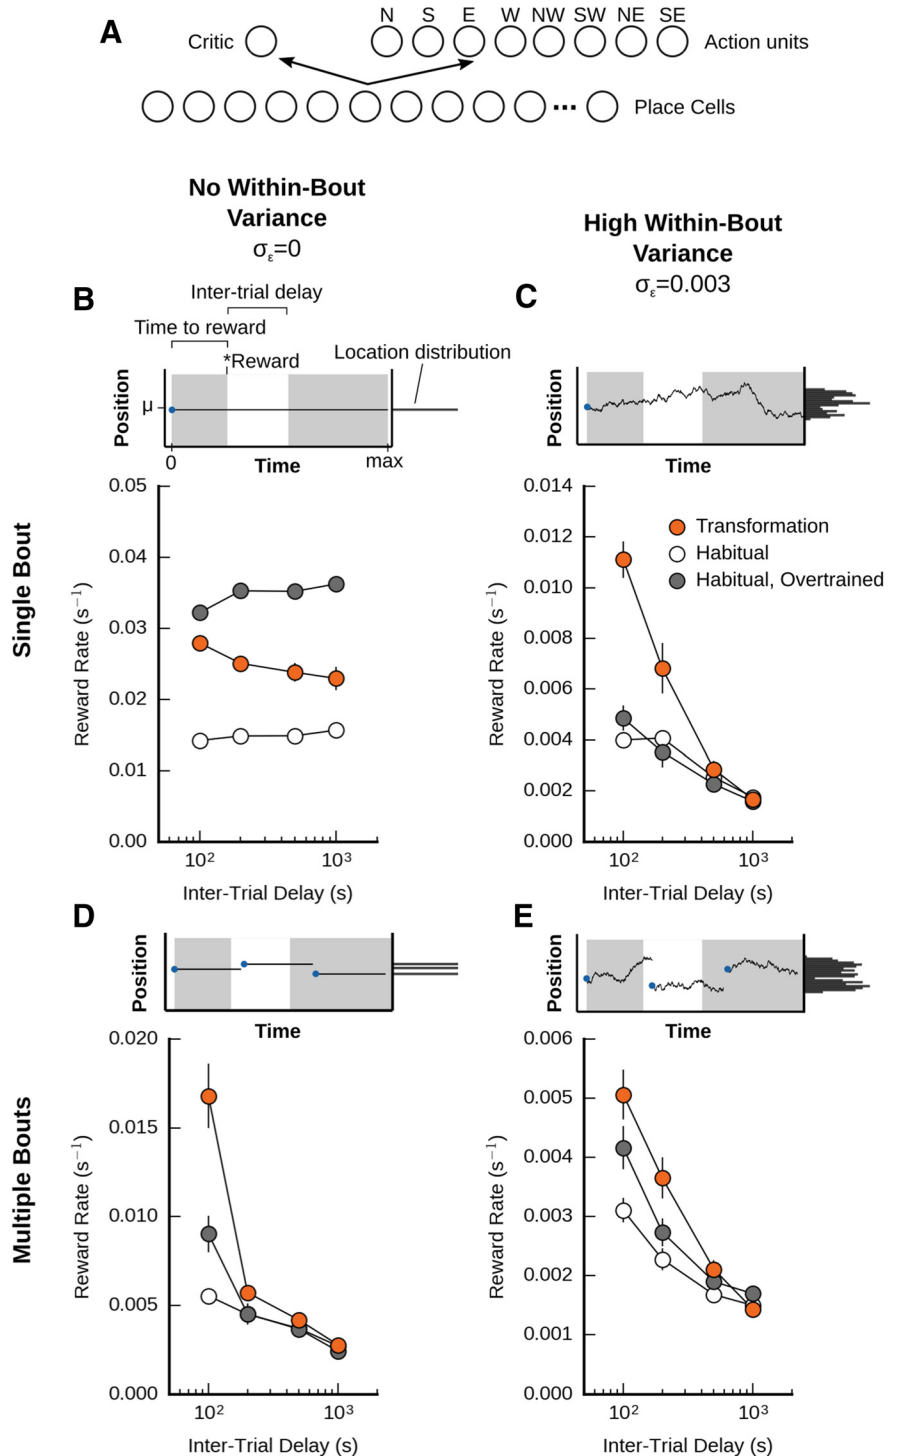 A
N S E W NW SW NE SE
Critic
Action units
... Place Cells
No Within-Bout
Variance
σε=0
High Within-Bout
Variance
σε=0.003
B
Inter-trial delay
Time to reward
*Reward
Location distribution
Position
μ
0
Time
max
C
Position
Time
Single Bout
0.05
0.04
0.03
0.02
0.01
0.00
Reward Rate (s⁻¹)
10² 10³
Inter-Trial Delay (s)
0.014
0.012
0.010
0.008
0.006
0.004
0.002
0.000
Reward Rate (s⁻¹)
Transformation
Habitual
Habitual, Overtrained
10² 10³
Inter-Trial Delay (s)
Multiple Bouts
D
Position
Time
0.020
0.015
0.010
0.005
0.000
Reward Rate (s⁻¹)
10² 10³
Inter-Trial Delay (s)
E
Position
Time
0.006
0.005
0.004
0.003
0.002
0.001
0.000
Reward Rate (s⁻¹)
10² 10³
Inter-Trial Delay (s)